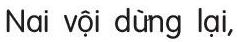 Nai vội dừng lại,